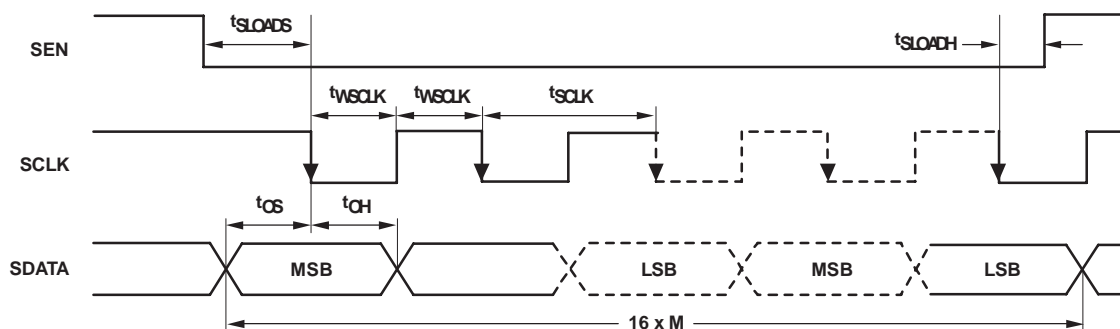 tSLOADS
SEN
tSLOADH
tWSCLK tWSCLK tSCLK
SCLK
tOS tOH
SDATA MSB LSB MSB LSB
16 x M